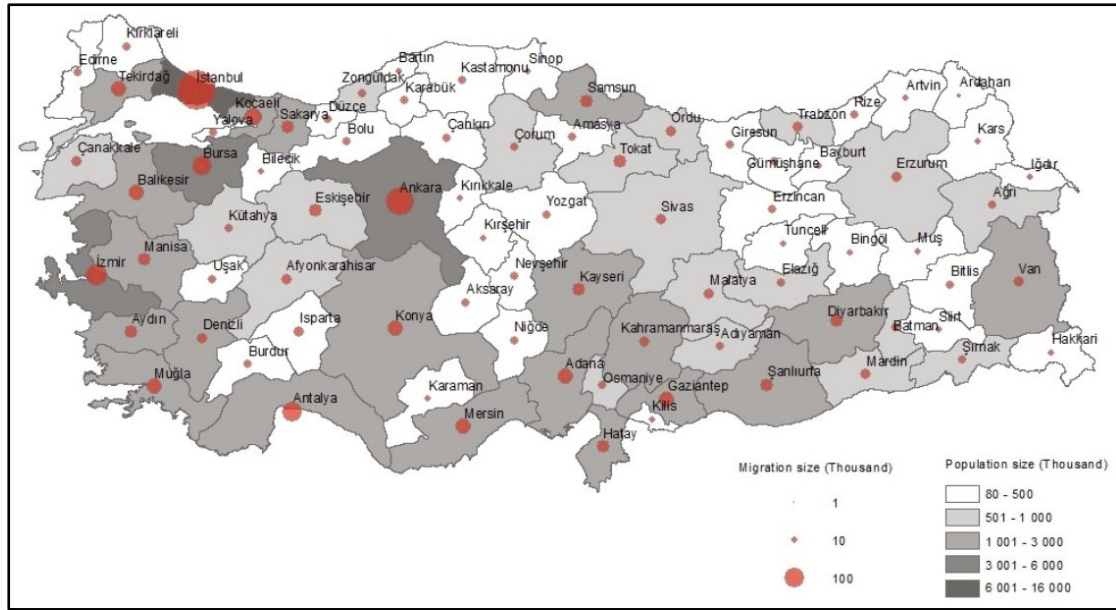 Kırklareli
Edirne
Tekirdağ
İstanbul
Kocaeli
Yalova
Sakarya
Düzce
Zonguldak
Bartın
Karabük
Kastamonu
Sinop
Samsun
Bolu
Çankırı
Çorum
Amasya
Tokat
Ordu
Giresun
Trabzon
Rize
Artvin
Ardahan
Kars
Gümüşhane
Bayburt
Erzurum
Iğdır
Ağrı
Çanakkale
Balıkesir
Bursa
Bilecik
Eskişehir
Kütahya
Ankara
Kırıkkale
Kırşehir
Yozgat
Sivas
Erzincan
Tunceli
Bingöl
Muş
Bitlis
Van
Manisa
İzmir
Uşak
Afyonkarahisar
Nevşehir
Aksaray
Kayseri
Malatya
Elazığ
Diyarbakır
Batman
Siirt
Hakkari
Şırnak
Mardin
Aydın
Denizli
Isparta
Burdur
Konya
Niğde
Kahramanmaraş
Adıyaman
Şanlıurfa
Gaziantep
Kilis
Osmaniye
Adana
Karaman
Mersin
Antalya
Muğla
Hatay
Migration size (Thousand)
1
10
100
Population size (Thousand)
80 - 500
501 - 1 000
1 001 - 3 000
3 001 - 6 000
6 001 - 16 000